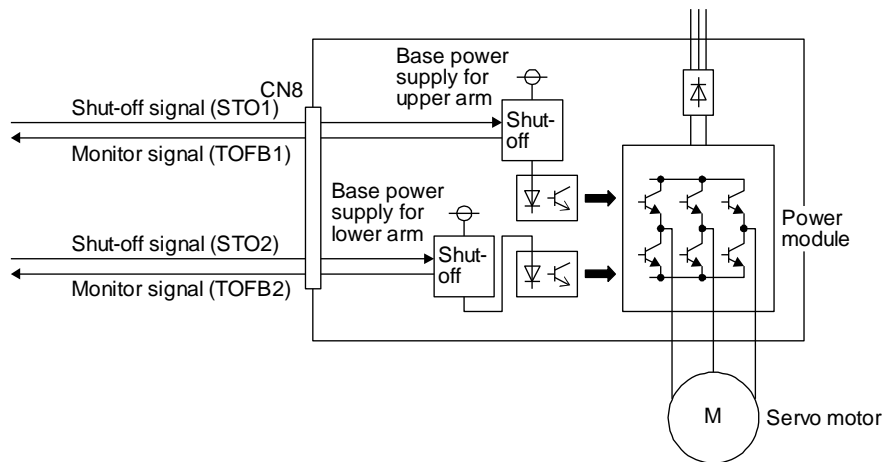 Base power
supply for
upper arm
CN8
Shut-off signal (STO1)
Shut-
off
Monitor signal (TOFB1)
Base power
supply for
lower arm
Power
module
Shut-off signal (STO2)
Shut-
off
Monitor signal (TOFB2)
M
Servo motor